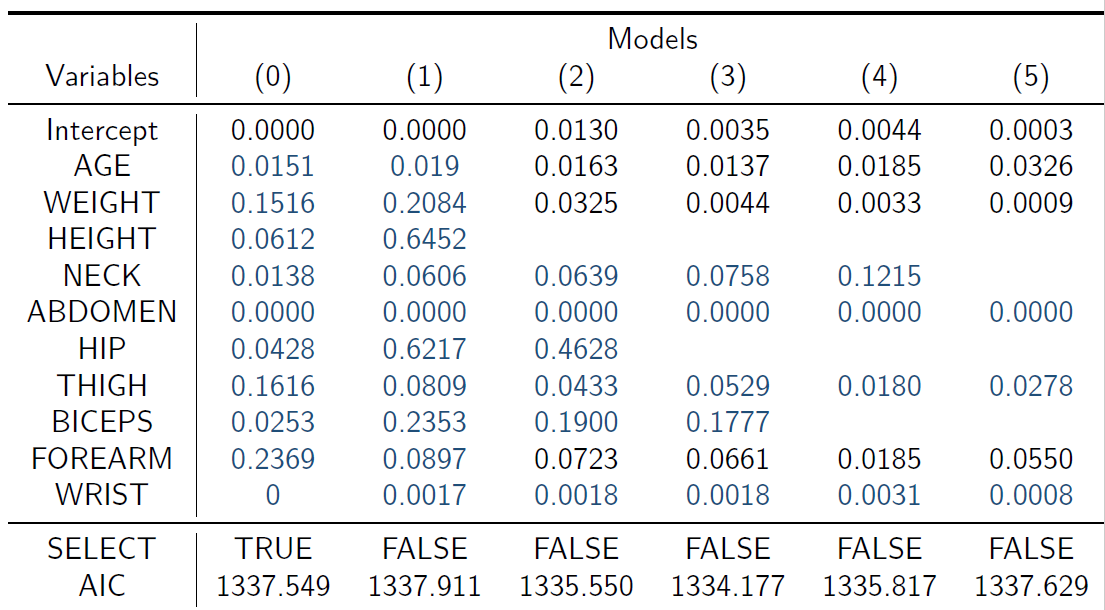 Models
Variables (0) (1) (2) (3) (4) (5)
Intercept 0.0000 0.0000 0.0130 0.0035 0.0044 0.0003
AGE 0.0151 0.019 0.0163 0.0137 0.0185 0.0326
WEIGHT 0.1516 0.2084 0.0325 0.0044 0.0033 0.0009
HEIGHT 0.0612 0.6452
NECK 0.0138 0.0606 0.0639 0.0758 0.1215
ABDOMEN 0.0000 0.0000 0.0000 0.0000 0.0000 0.0000
HIP 0.0428 0.6217 0.4628
THIGH 0.1616 0.0809 0.0433 0.0529 0.0180 0.0278
BICEPS 0.0253 0.2353 0.1900 0.1777
FOREARM 0.2369 0.0897 0.0723 0.0661 0.0185 0.0550
WRIST 0 0.0017 0.0018 0.0018 0.0031 0.0008
SELECT TRUE FALSE FALSE FALSE FALSE FALSE
AIC 1337.549 1337.911 1335.550 1334.177 1335.817 1337.629